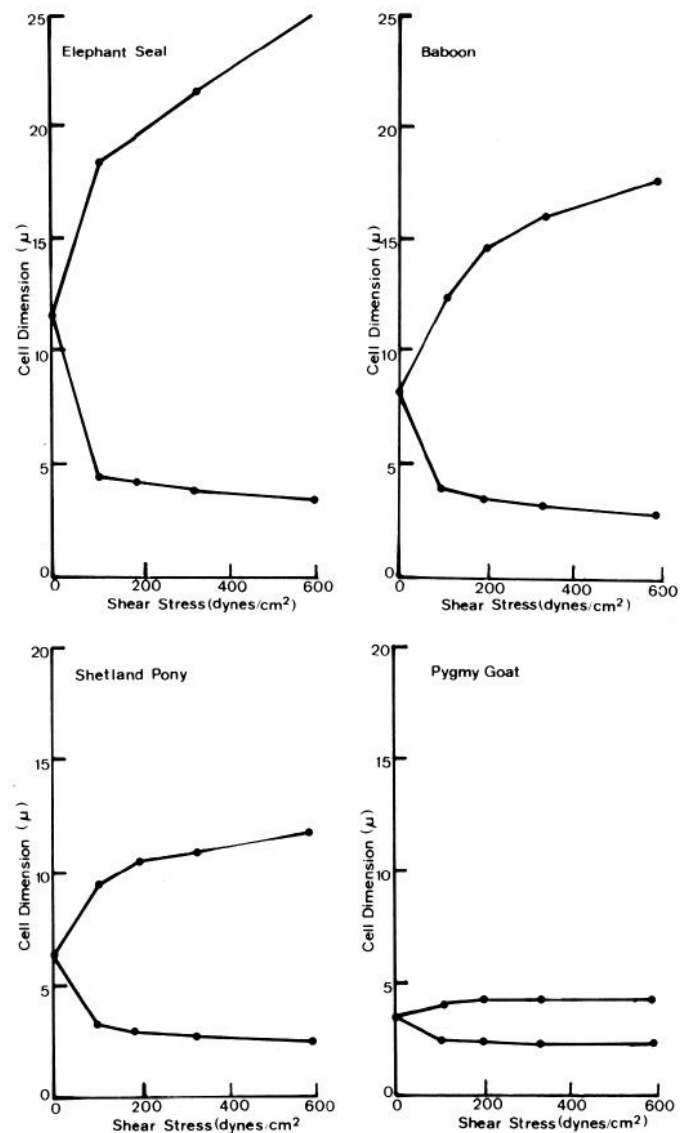 Elephant Seal
25
20
15
10
5
0
Cell Dimension (μ)
0 200 400 600
Shear Stress(dynes/cm²)
Baboon
25
20
15
10
5
0
Cell Dimension (μ)
0 200 400 600
Shear Stress(dynes/cm²)
Shetland Pony
20
15
10
5
0
Cell Dimension (μ)
0 200 400 600
Shear Stress(dynes/cm²
Pygmy Goat
20
15
10
5
0
Cell Dimension (μ)
0 200 400 600
Shear Stress(dynes/cm²)